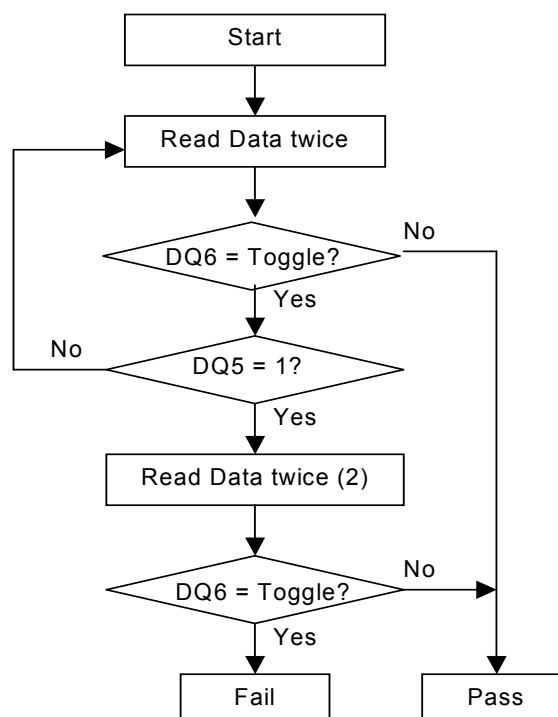 Start
Read Data twice
DQ6 = Toggle?
No
Yes
No
DQ5 = 1?
Yes
Read Data twice (2)
DQ6 = Toggle?
No
Yes
Fail
Pass